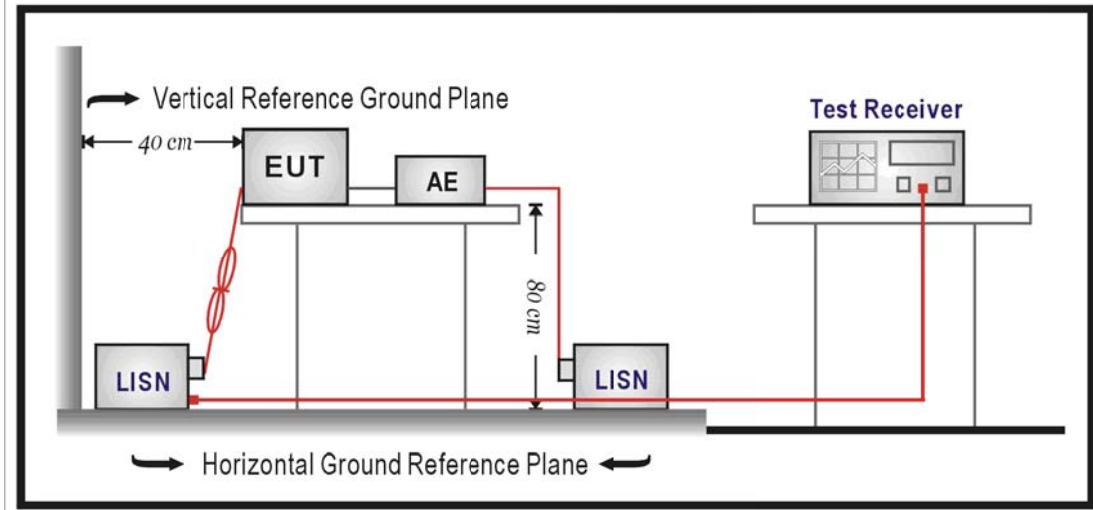 Vertical Reference Ground Plane
Test Receiver
40 cm
EUT
AE
80 cm
LISN
LISN
Horizontal Ground Reference Plane